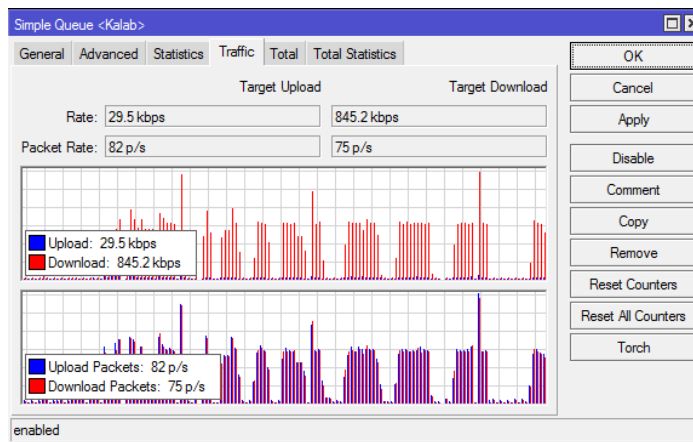 Simple Queue <Kalab>
General Advanced Statistics Traffic Total Total Statistics
Target Upload Target Download
Rate: 29.5 kbps 845.2 kbps
Packet Rate: 82 p/s 75 p/s
Upload: 29.5 kbps
Download: 845.2 kbps
Upload Packets: 82 p/s
Download Packets: 75 p/s
OK
Cancel
Apply
Disable
Comment
Copy
Remove
Reset Counters
Reset All Counters
Torch
enabled